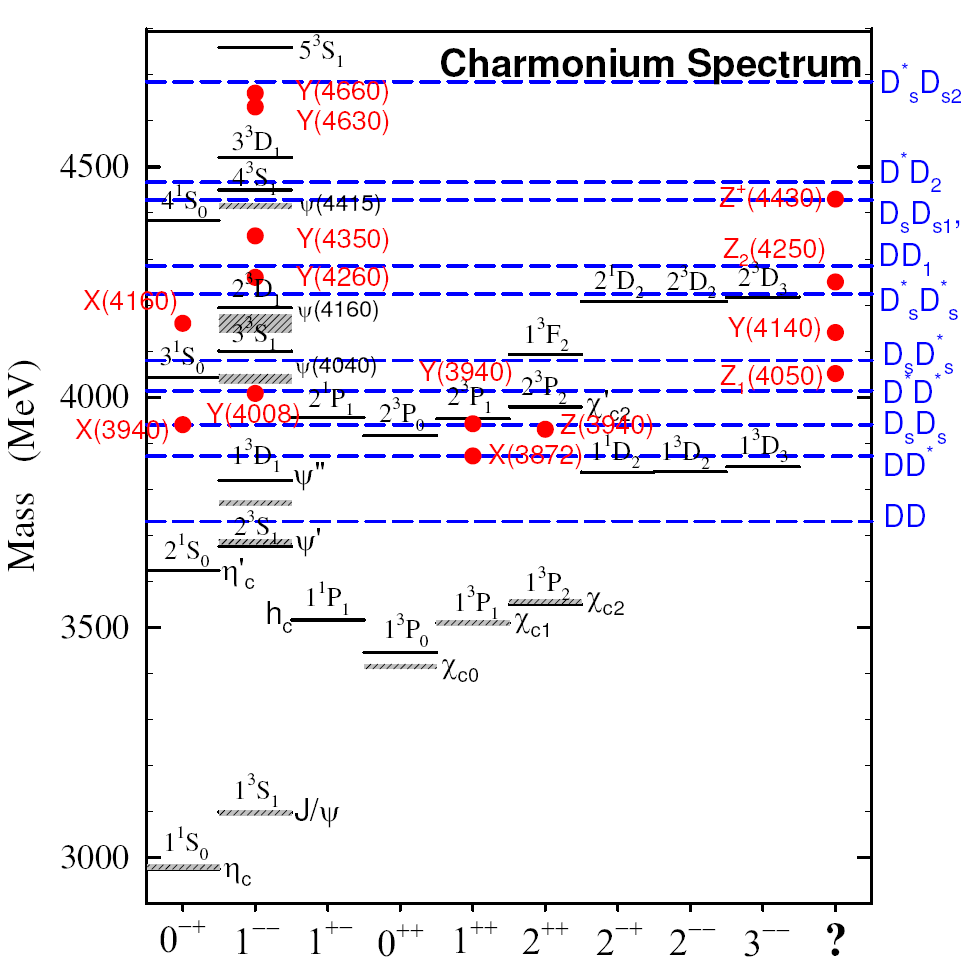 Charmonium Spectrum
Mass (MeV)
4500
4000
3500
3000
5³S₁
Y(4660)
Y(4630)
3³D₁
4³S₁
4¹S₀
ψ(4415)
Y(4350)
Y(4260)
2³D₁
X(4160)
ψ(4160)
3³S₁
3¹S₀
ψ(4040)
Y(4008)
X(3940)
1³D₁
ψ''
2³S₁
ψ'
2¹S₀
η'c
2¹P₁
2³P₀
Y(3940)
2³P₁
X(3872)
1³F₂
2³P₂
χ'c2
Z(3940)
2¹D₂
2³D₂
2³D₃
1¹D₂
1³D₂
1³D₃
Z⁺(4430)
Z₂(4250)
Y(4140)
Z₁(4050)
hc
1¹P₁
1³P₀
χc0
1³P₁
χc1
1³P₂
χc2
1³S₁
J/ψ
1¹S₀
ηc
D*sDs2
D*D2
DsDs1,
DD1
D*sD*s
DsD*s
D*D*
DsDs
DD*
DD
0⁻⁺ 1⁻⁻ 1⁺⁻ 0⁺⁺ 1⁺⁺ 2⁺⁺ 2⁻⁺ 2⁻⁻ 3⁻⁻ ?